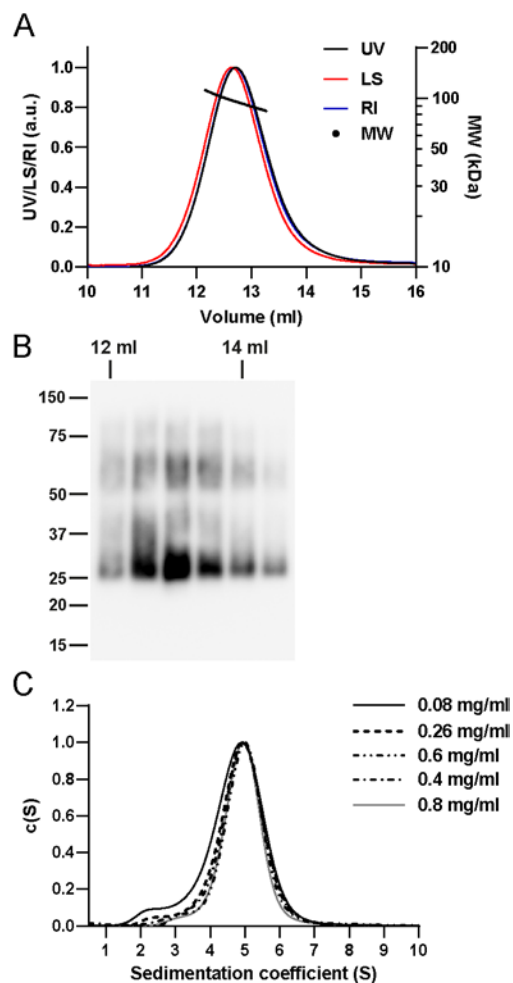 A
UV/LS/RI (a.u.)
1.0
0.8
0.6
0.4
0.2
0.0
10 11 12 13 14 15 16
Volume (ml)
UV
LS
RI
MW
200
100
50
30
10
MW (kDa)
B
12 ml 14 ml
150
75
50
37
25
20
15
C
c(S)
1.2
1.0
0.8
0.6
0.4
0.2
0.0
1 2 3 4 5 6 7 8 9 10
Sedimentation coefficient (S)
0.08 mg/ml
0.26 mg/ml
0.6 mg/ml
0.4 mg/ml
0.8 mg/ml